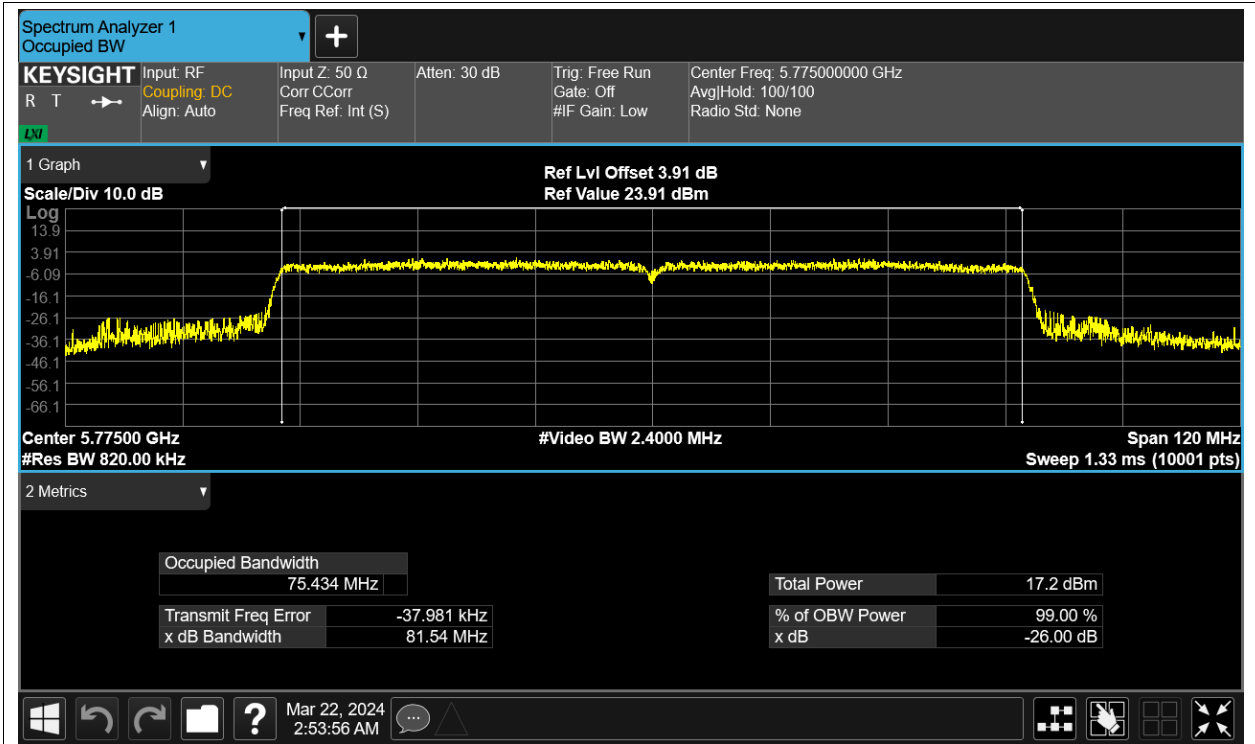 Spectrum Analyzer 1
Occupied BW
KEYSIGHT
R T
LXI
Input: RF
Coupling: DC
Align: Auto
Input Z: 50 Ω
Corr CCorr
Freq Ref: Int (S)
Atten: 30 dB
Trig: Free Run
Gate: Off
#IF Gain: Low
Center Freq: 5.775000000 GHz
Avg|Hold: 100/100
Radio Std: None
1 Graph
Ref Lvl Offset 3.91 dB
Scale/Div 10.0 dB
Ref Value 23.91 dBm
Log
13.9
3.91
-6.09
-16.1
-26.1
-36.1
-46.1
-56.1
-66.1
Center 5.77500 GHz
#Video BW 2.4000 MHz
Span 120 MHz
#Res BW 820.00 kHz
Sweep 1.33 ms (10001 pts)
2 Metrics
Occupied Bandwidth
75.434 MHz
Transmit Freq Error -37.981 kHz
x dB Bandwidth 81.54 MHz
Total Power 17.2 dBm
% of OBW Power 99.00 %
x dB -26.00 dB
?
Mar 22, 2024
2:53:56 AM